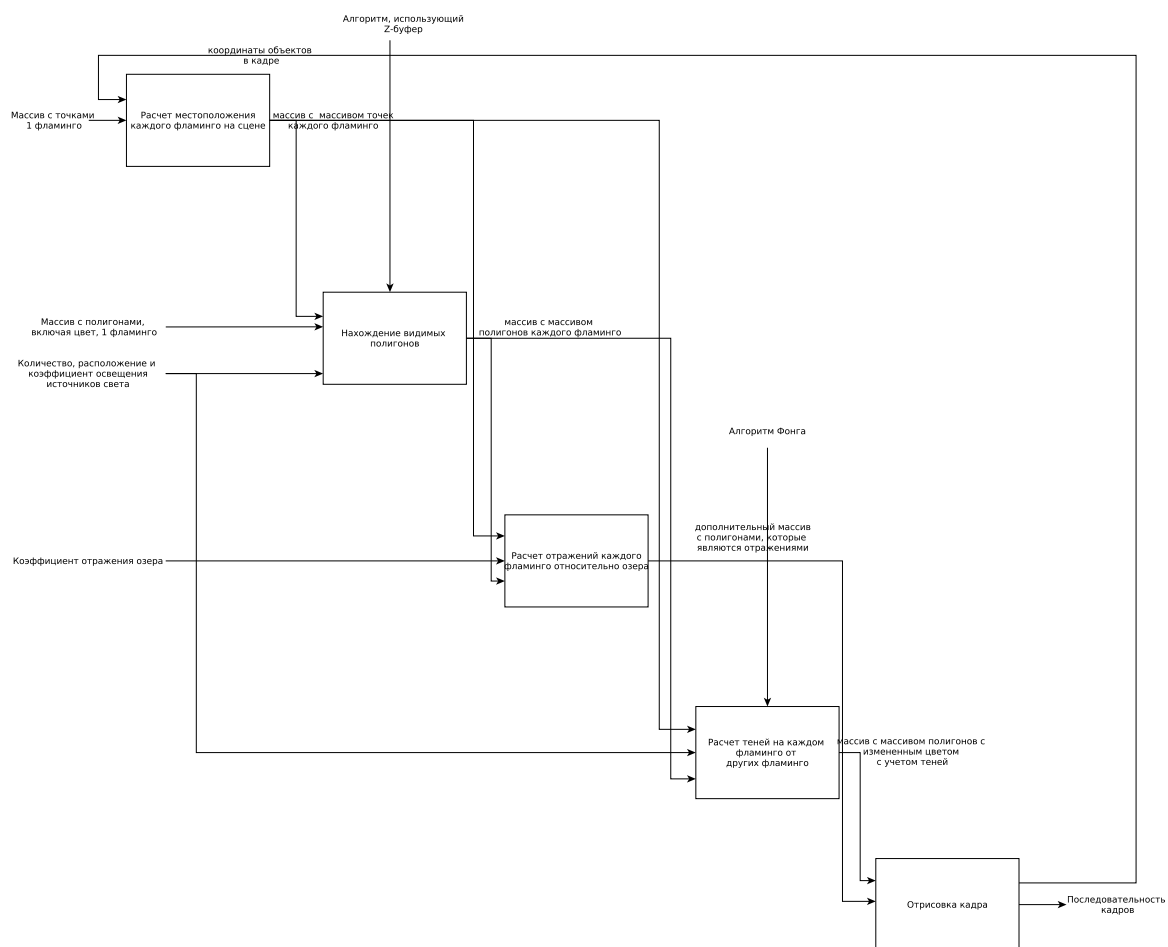 Алгоритм, использующий
Z-буфер
координаты объектов
в кадре
Массив с точками
1 фламинго
Расчет местоположения
каждого фламинго на сцене
массив с массивом точек
каждого фламинго
Массив с полигонами,
включая цвет, 1 фламинго
Нахождение видимых
полигонов
массив с массивом
полигонов каждого фламинго
Количество, расположение и
коэффициент освещения
источников света
Алгоритм Фонга
дополнительный массив
с полигонами, которые
являются отражениями
Коэффициент отражения озера
Расчет отражений каждого
фламинго относительно озера
Расчет теней на каждом
фламинго от
других фламинго
массив с массивом полигонов с
измененным цветом
с учетом теней
Отрисовка кадра
Последовательность
кадров